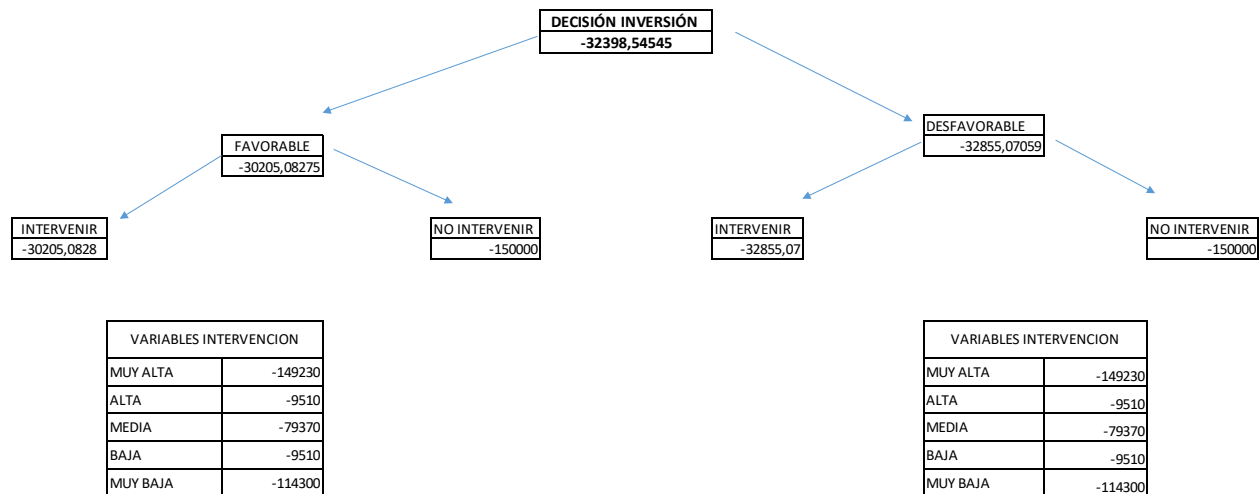 DECISIÓN INVERSIÓN
-32398,54545
FAVORABLE
-30205,08275
DESFAVORABLE
-32855,07059
INTERVENIR
-30205,0828
NO INTERVENIR
-150000
INTERVENIR
-32855,07
NO INTERVENIR
-150000
VARIABLES INTERVENCION
MUY ALTA -149230
ALTA -9510
MEDIA -79370
BAJA -9510
MUY BAJA -114300
VARIABLES INTERVENCION
MUY ALTA -149230
ALTA -9510
MEDIA -79370
BAJA -9510
MUY BAJA -114300